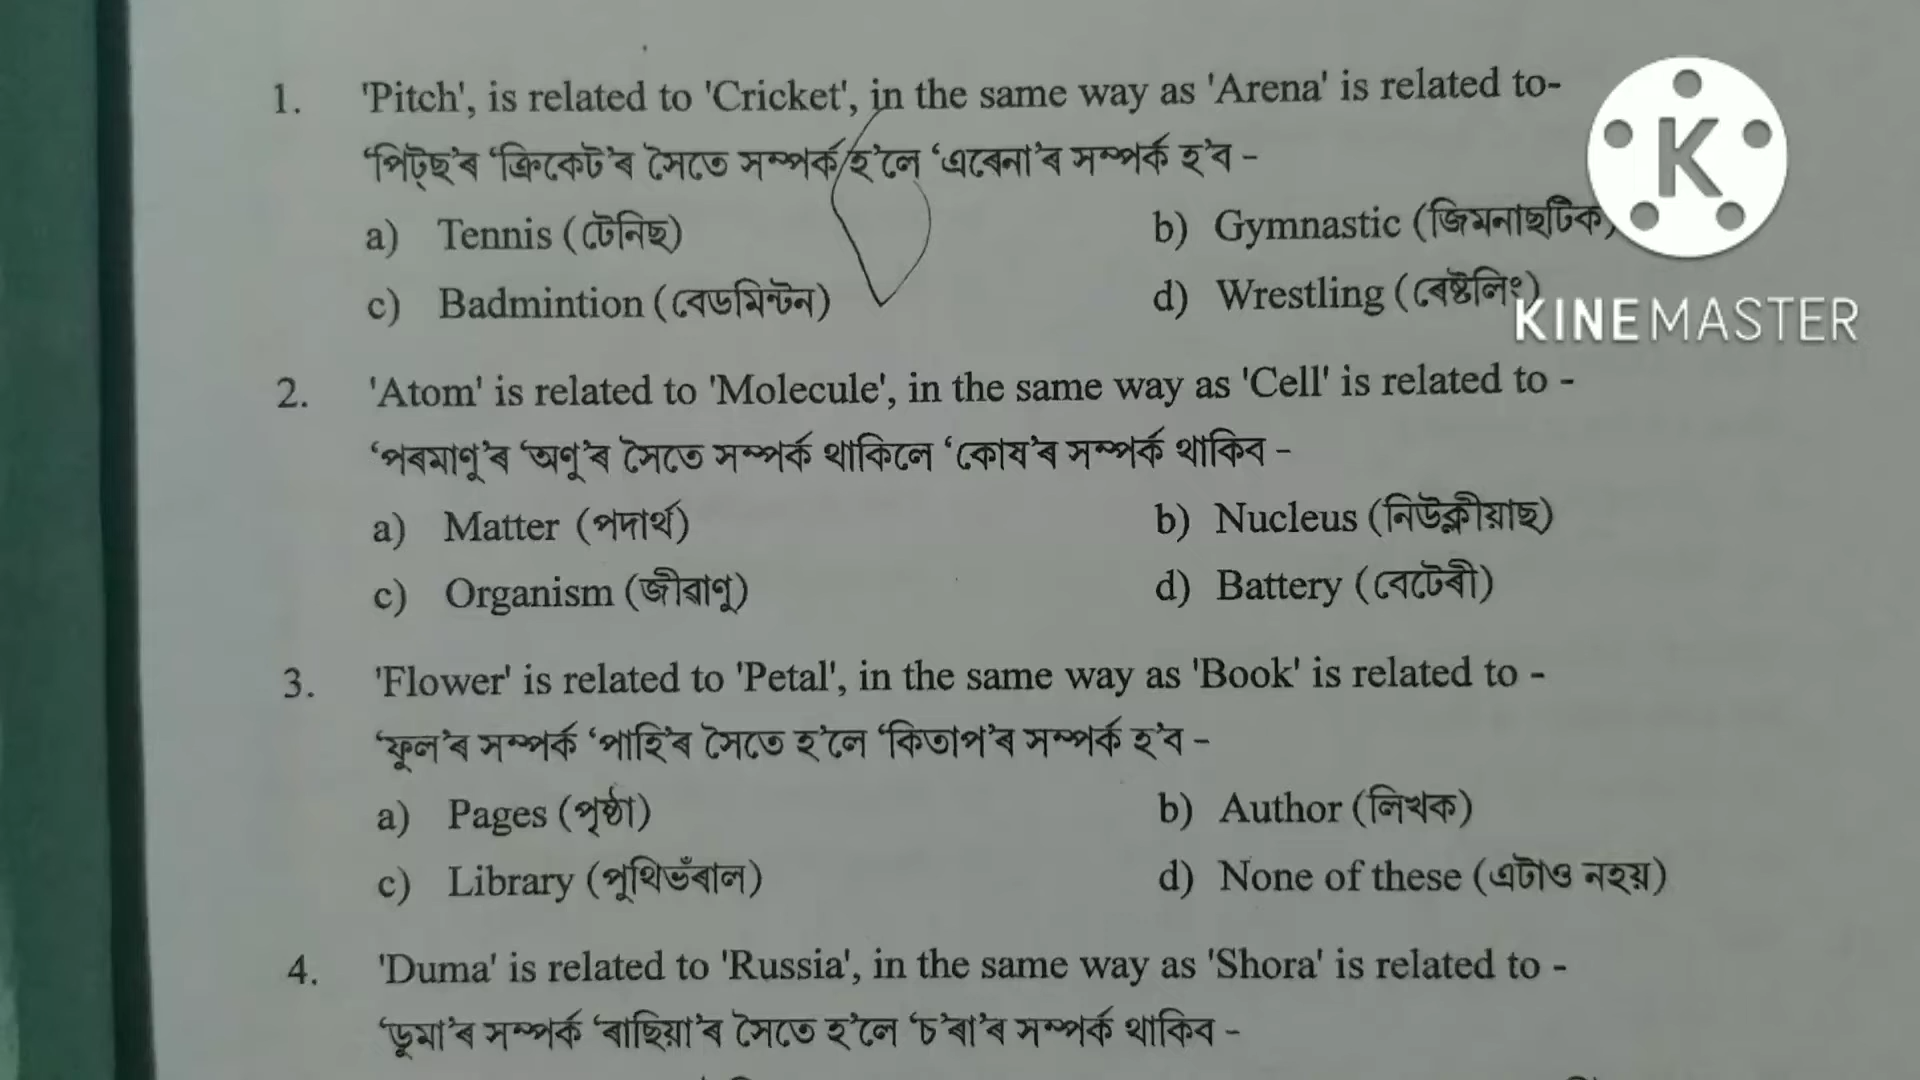 1. 'Pitch', is related to 'Cricket', in the same way as 'Arena' is related to-
‘পিট্ছ’ৰ ‘ক্ৰিকেট’ৰ সৈতে সম্পৰ্ক হ’লে ‘এৰেনা’ৰ সম্পৰ্ক হ’ব –
a) Tennis (টেনিছ) b) Gymnastic (জিমনাছটিক)
c) Badmintion (বেডমিন্টন) d) Wrestling (ৰেষ্টলিং)
K
KINEMASTER
2. 'Atom' is related to 'Molecule', in the same way as 'Cell' is related to -
‘পৰমাণু’ৰ ‘অণু’ৰ সৈতে সম্পৰ্ক থাকিলে ‘কোষ’ৰ সম্পৰ্ক থাকিব –
a) Matter (পদাৰ্থ) b) Nucleus (নিউক্লীয়াছ)
c) Organism (জীৱাণু) d) Battery (বেটেৰী)
3. 'Flower' is related to 'Petal', in the same way as 'Book' is related to -
‘ফুল’ৰ সম্পৰ্ক ‘পাহি’ৰ সৈতে হ’লে ‘কিতাপ’ৰ সম্পৰ্ক হ’ব –
a) Pages (পৃষ্ঠা) b) Author (লিখক)
c) Library (পুথিভঁৰাল) d) None of these (এটাও নহয়)
4. 'Duma' is related to 'Russia', in the same way as 'Shora' is related to -
‘ডুমা’ৰ সম্পৰ্ক ‘ৰাছিয়া’ৰ সৈতে হ’লে ‘চ’ৰা’ৰ সম্পৰ্ক থাকিব –